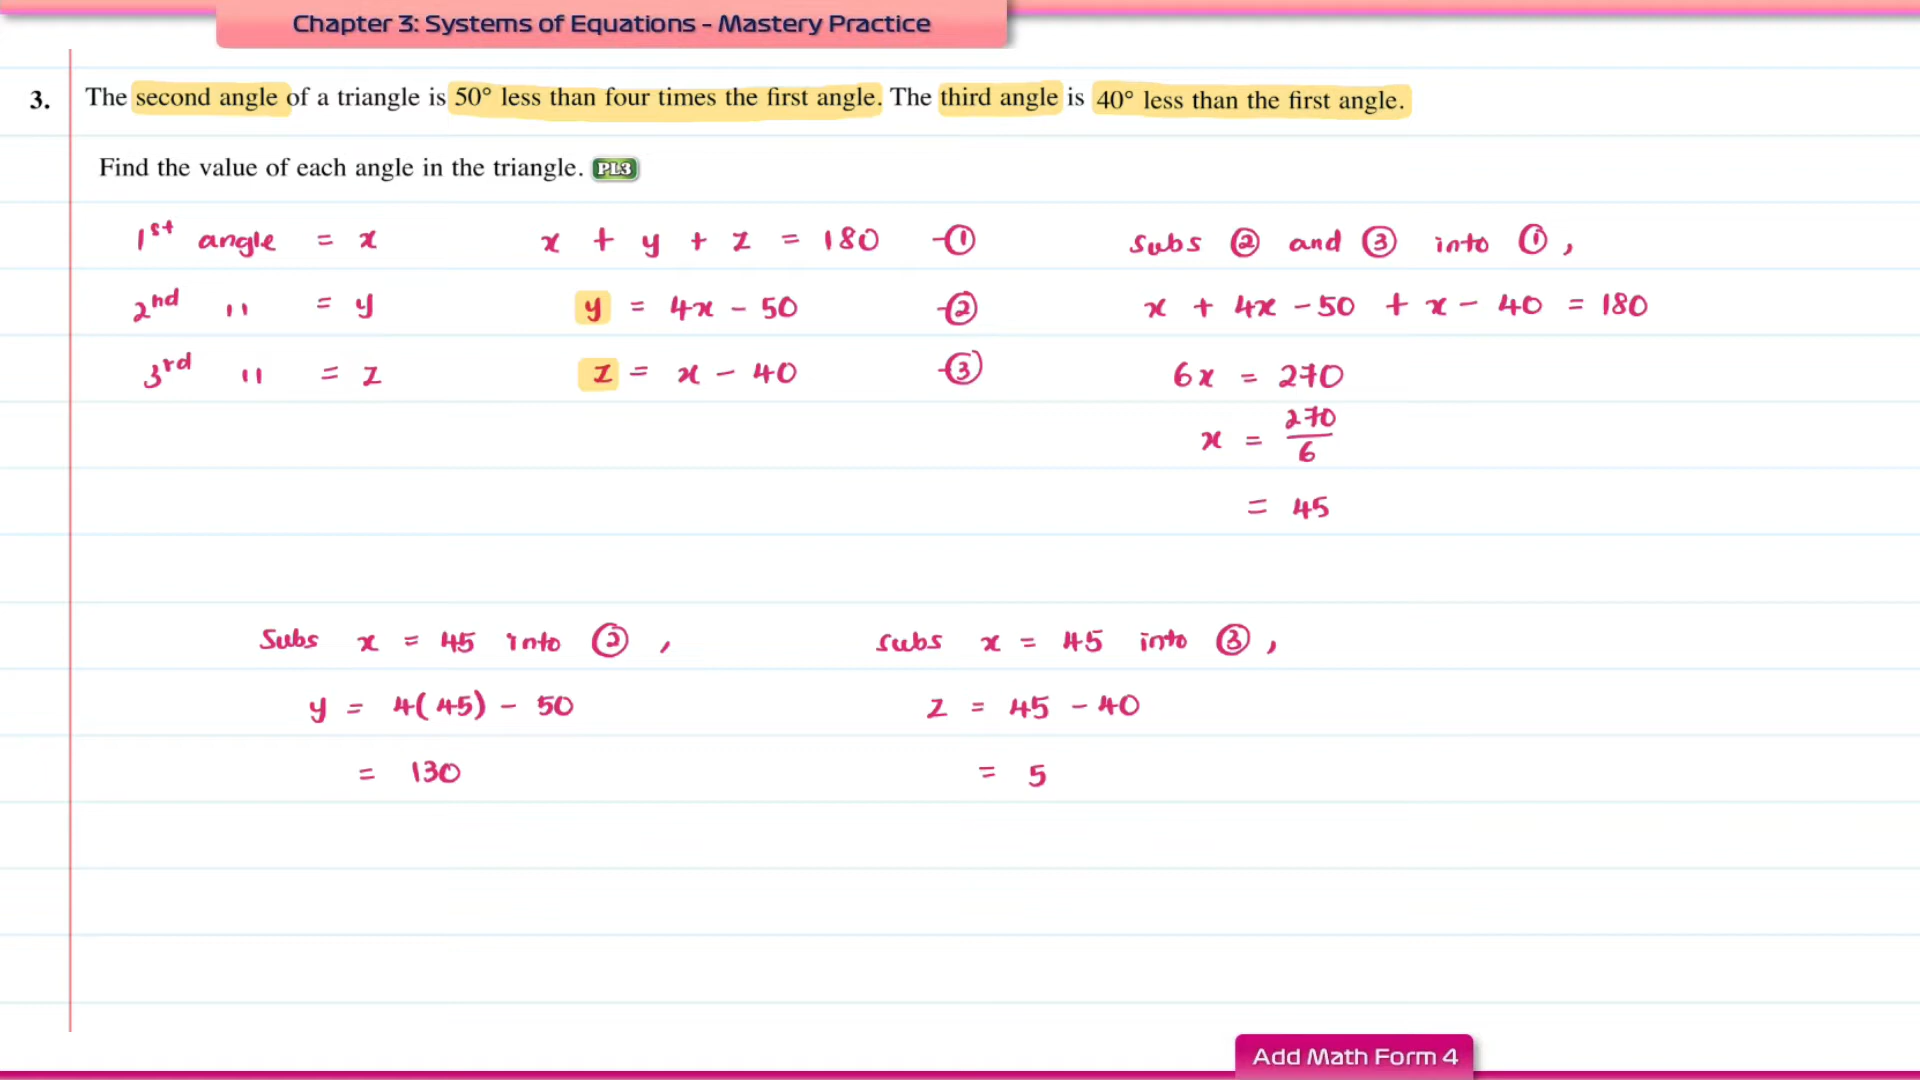 Chapter 3: Systems of Equations - Mastery Practice
3. The second angle of a triangle is 50° less than four times the first angle. The third angle is 40° less than the first angle.
Find the value of each angle in the triangle. PL3
1st angle = x
2nd " = y
3rd " = z
x + y + z = 180 -①
y = 4x - 50 -②
z = x - 40 -③
Subs ② and ③ into ①,
x + 4x - 50 + x - 40 = 180
6x = 270
x = 270/6
= 45
Subs x = 45 into ②,
y = 4(45) - 50
= 130
subs x = 45 into ③,
z = 45 - 40
= 5
Add Math Form 4